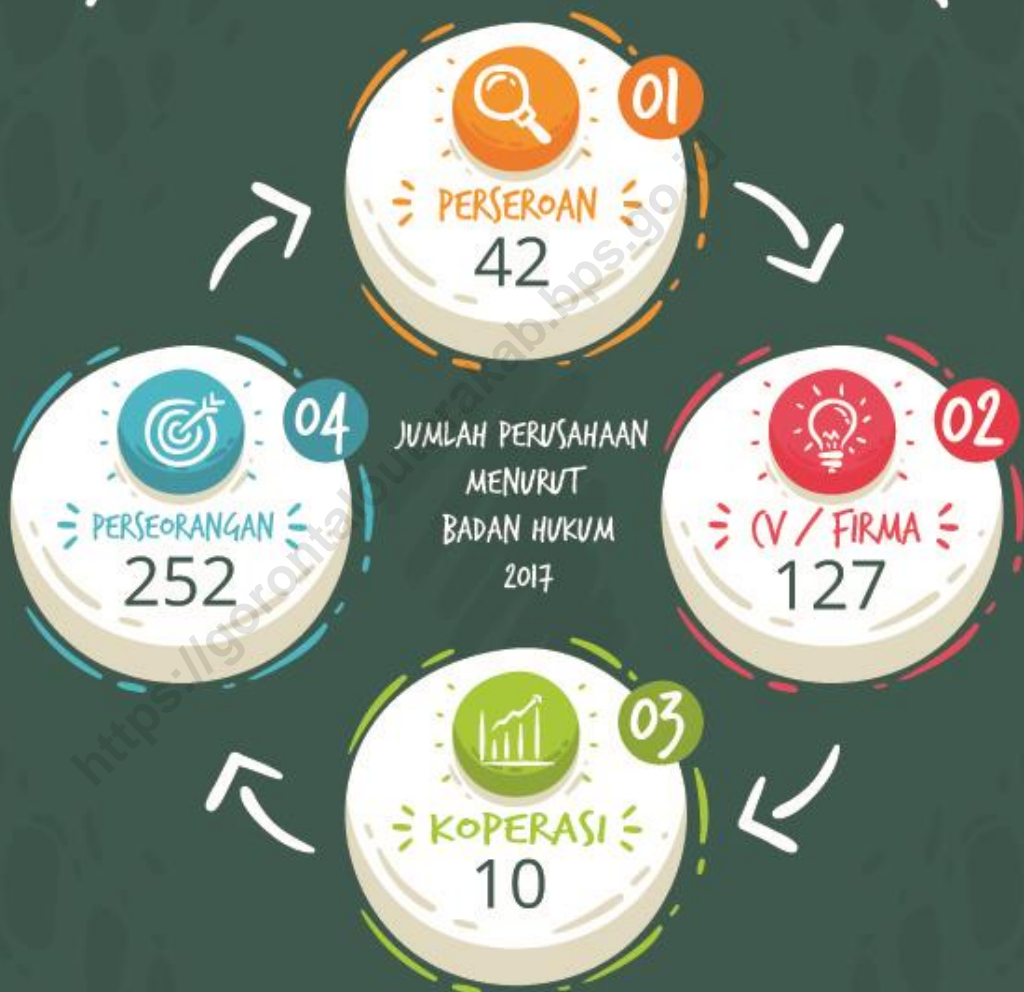 01
PERSEROAN
42
02
CV / FIRMA
127
03
KOPERASI
10
04
PERSEORANGAN
252
JUMLAH PERUSAHAAN
MENURUT
BADAN HUKUM
2017
https://gorontaloutarakab.bps.go.id